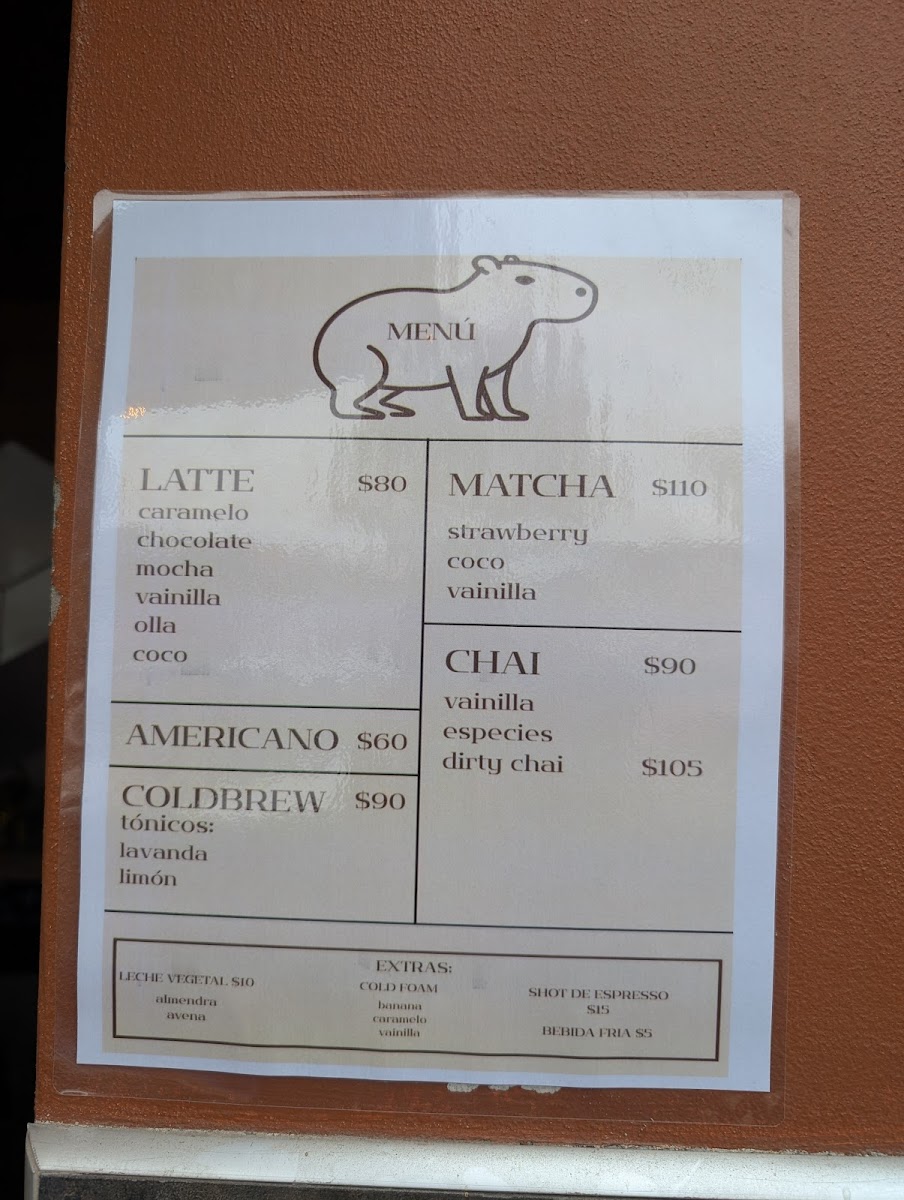 MENÚ
LATTE $80
caramelo
chocolate
mocha
vainilla
olla
coco
AMERICANO $60
COLDBREW $90
tónicos:
lavanda
limón
MATCHA $110
strawberry
coco
vainilla
CHAI $90
vainilla
especies
dirty chai $105
EXTRAS:
LECHE VEGETAL $10
almendra
avena
COLD FOAM
banana
caramelo
vainilla
SHOT DE ESPRESSO
$15
BEBIDA FRIA $5